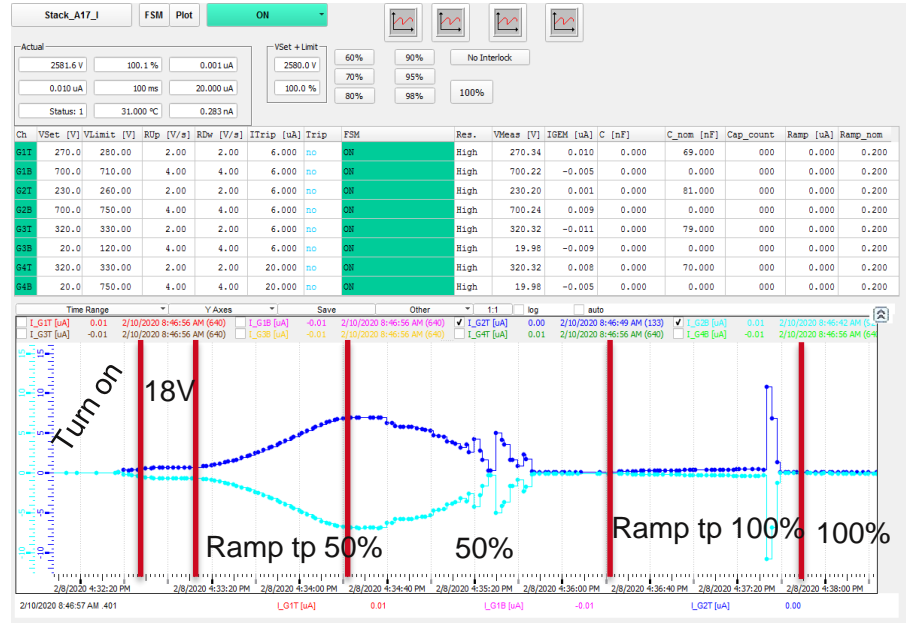 Stack_A17_I FSM Plot ON
Actual
VSet + Limit
2581.6 V 100.1 % 0.001 uA 2580.0 V 60% 90% No Interlock
0.010 uA 100 ms 20.000 uA 100.0 % 70% 95%
Status: 1 31.000 ºC 0.283 nA 80% 98% 100%
Ch VSet [V] VLimit [V] RUp [V/s] RDw [V/s] ITrip [uA] Trip FSM Res. VMeas [V] IGEM [uA] C [nF] C_nom [nF] Cap_count Ramp [uA] Ramp_nom
G1T 270.0 280.00 2.00 2.00 6.000 no ON High 270.34 0.010 0.000 69.000 000 0.000 0.200
G1B 700.0 710.00 4.00 4.00 6.000 no ON High 700.22 -0.005 0.000 0.000 000 0.000 0.200
G2T 230.0 260.00 2.00 2.00 6.000 no ON High 230.20 0.001 0.000 81.000 000 0.000 0.200
G2B 700.0 750.00 4.00 4.00 6.000 no ON High 700.24 0.009 0.000 0.000 000 0.000 0.200
G3T 320.0 330.00 2.00 2.00 6.000 no ON High 320.32 -0.011 0.000 79.000 000 0.000 0.200
G3B 20.0 120.00 4.00 4.00 6.000 no ON High 19.98 -0.009 0.000 0.000 000 0.000 0.200
G4T 320.0 330.00 2.00 2.00 20.000 no ON High 320.32 0.008 0.000 70.000 000 0.000 0.200
G4B 20.0 750.00 4.00 4.00 20.000 no ON High 19.98 -0.005 0.000 0.000 000 0.000 0.200
Time Range Y Axes Save Other 1:1 log auto
I_G1T [uA] 0.01 2/10/2020 8:46:56 AM (640) I_G1B [uA] -0.01 2/10/2020 8:46:56 AM (640) I_G2T [uA] 0.00 2/10/2020 8:46:49 AM (133) I_G2B [uA] 0.01 2/10/2020 8:46:42 AM
I_G3T [uA] -0.01 2/10/2020 8:46:56 AM (640) I_G3B [uA] -0.01 2/10/2020 8:46:56 AM (640) I_G4T [uA] 0.01 2/10/2020 8:46:56 AM (640) I_G4B [uA] -0.01 2/10/2020 8:46:56 AM
15 15
10 10
5 5
0 0
-5 -5
-10 -10
Turn on
18V
Ramp tp 50%
50%
Ramp tp 100%
100%
2/8/2020 4:32:20 PM 2/8/2020 4:33:20 PM 2/8/2020 4:34:00 PM 2/8/2020 4:34:40 PM 2/8/2020 4:35:20 PM 2/8/2020 4:36:00 PM 2/8/2020 4:36:40 PM 2/8/2020 4:37:20 PM 2/8/2020 4:38:00 PM
2/10/2020 8:46:57 AM .401 I_G1T [uA] 0.01 I_G1B [uA] -0.01 I_G2T [uA] 0.00